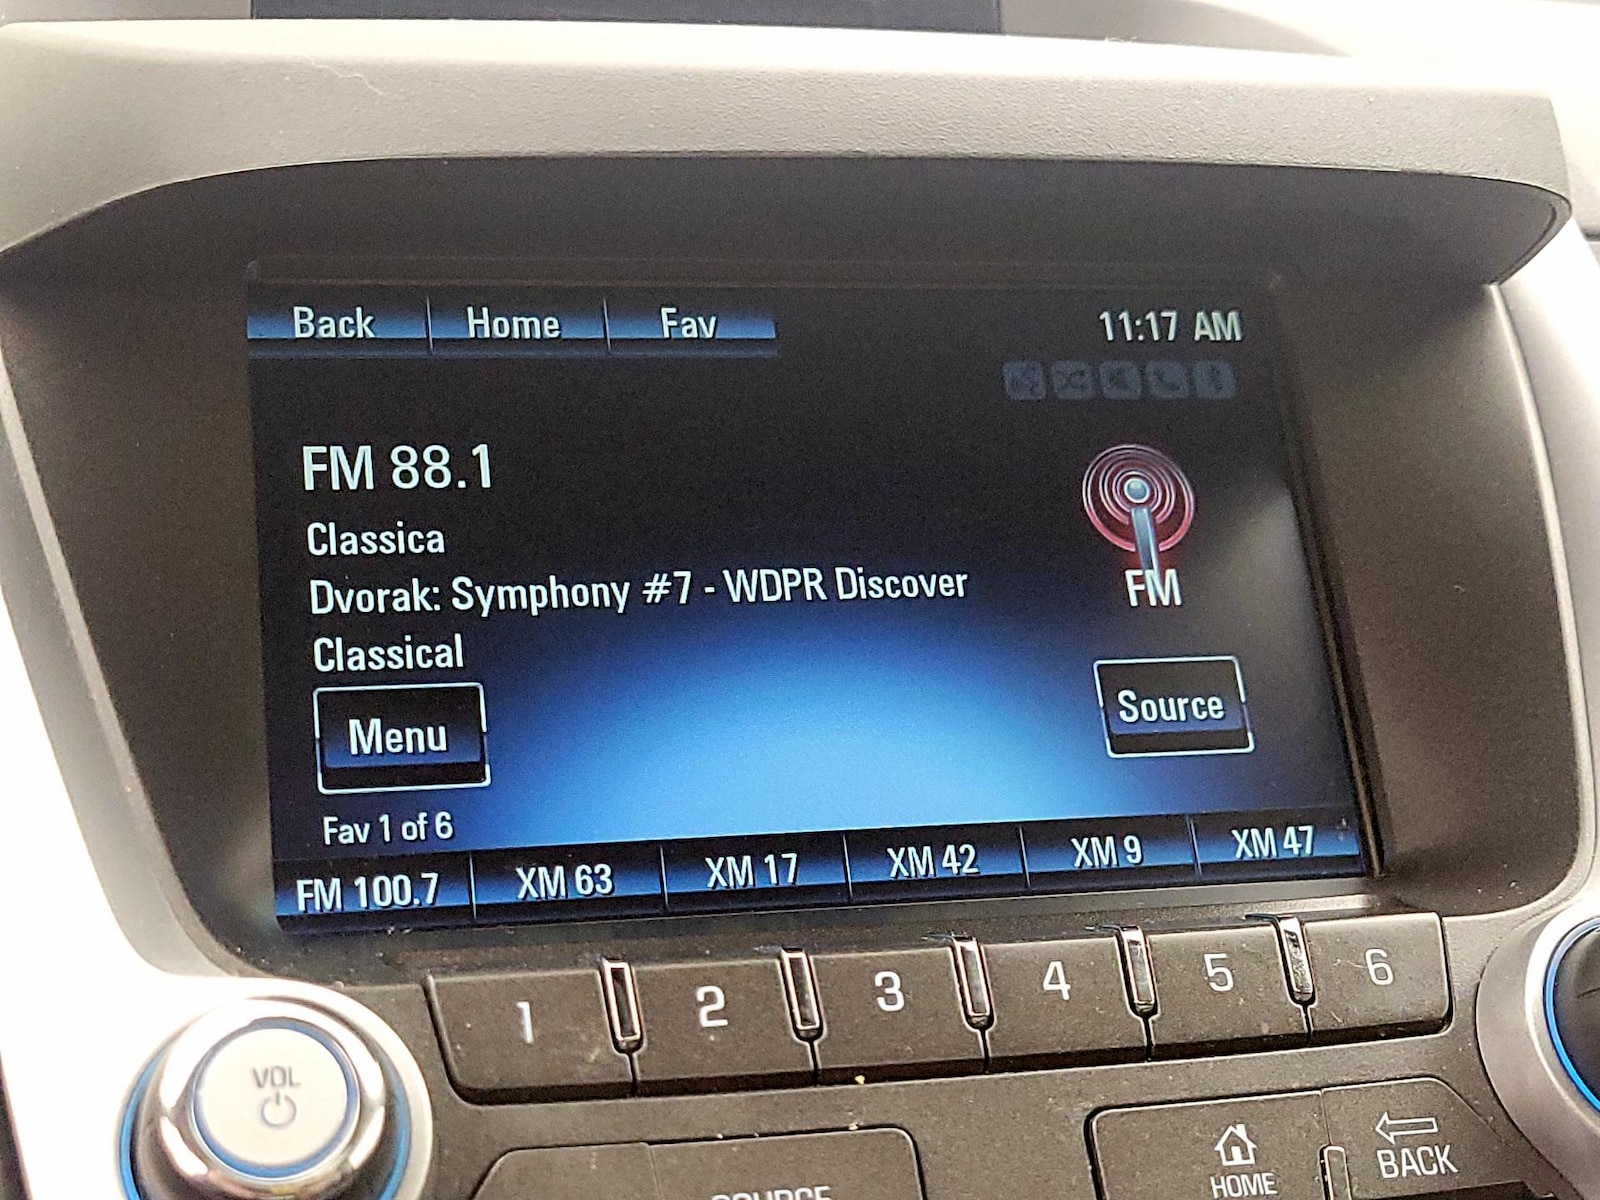 Back Home Fav 11:17 AM
FM 88.1
Classica
Dvorak: Symphony #7 - WDPR Discover
Classical
FM
Menu
Source
Fav 1 of 6
FM 100.7 XM 63 XM 17 XM 42 XM 9 XM 47
1 2 3 4 5 6
VOL
HOME
BACK
SOURCE